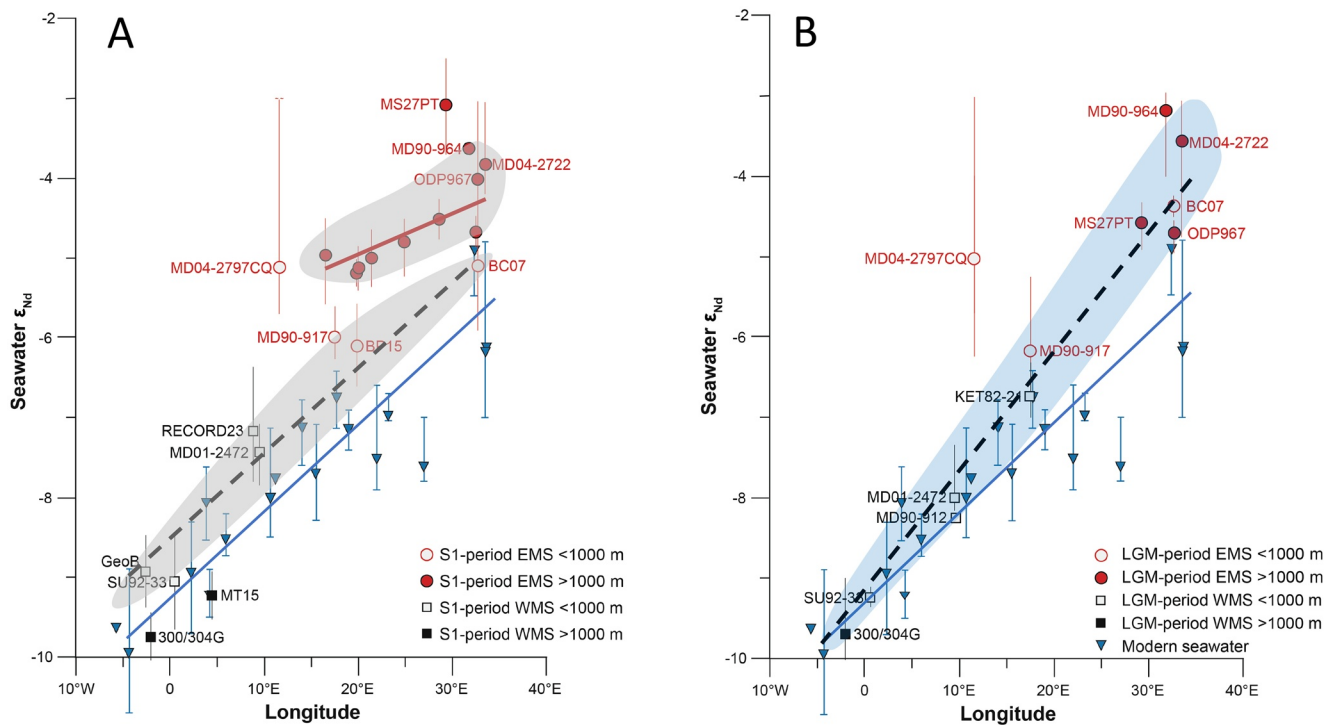 A
-2
-4
-6
-8
-10
Seawater εNd
MS27PT
MD90-964
MD04-2722
ODP967
MD04-2797CQ
BC07
MD90-917
BP15
RECORD23
MD01-2472
GeoB
SU92-33
MT15
300/304G
S1-period EMS <1000 m
S1-period EMS >1000 m
S1-period WMS <1000 m
S1-period WMS >1000 m
10°W 0 10°E 20°E 30°E 40°E
Longitude
B
-2
-4
-6
-8
-10
Seawater εNd
MD90-964
MD04-2722
BC07
MS27PT
ODP967
MD04-2797CQ
MD90-917
KET82-21
MD01-2472
MD90-912
SU92-33
300/304G
LGM-period EMS <1000 m
LGM-period EMS >1000 m
LGM-period WMS <1000 m
LGM-period WMS >1000 m
Modern seawater
10°W 0 10°E 20°E 30°E 40°E
Longitude